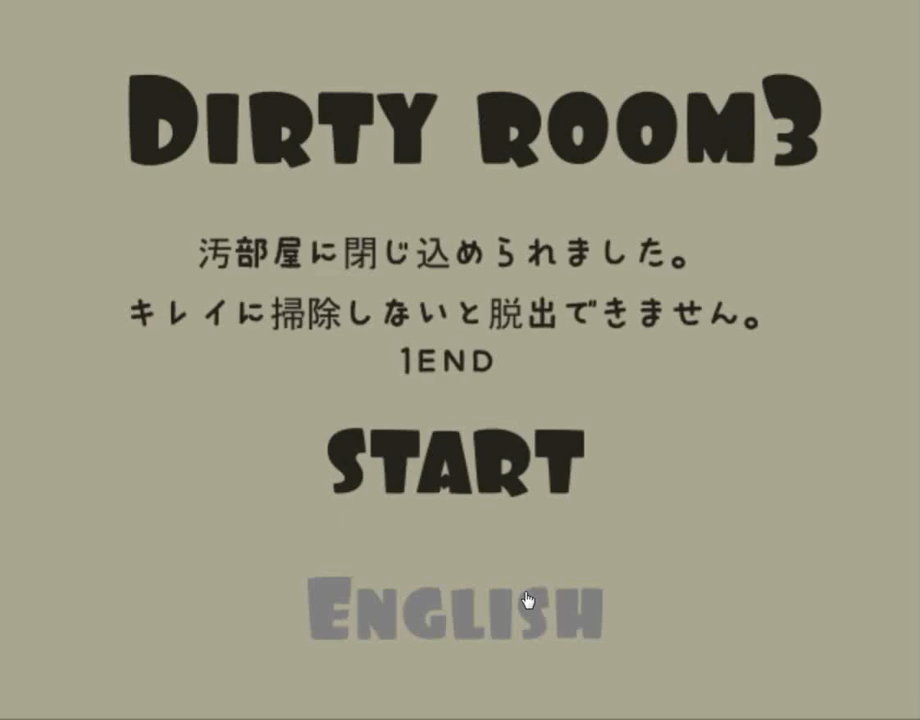 DIRTY ROOM3
汚部屋に閉じ込められました。
キレイに掃除しないと脱出できません。
1END
START
ENGLISH